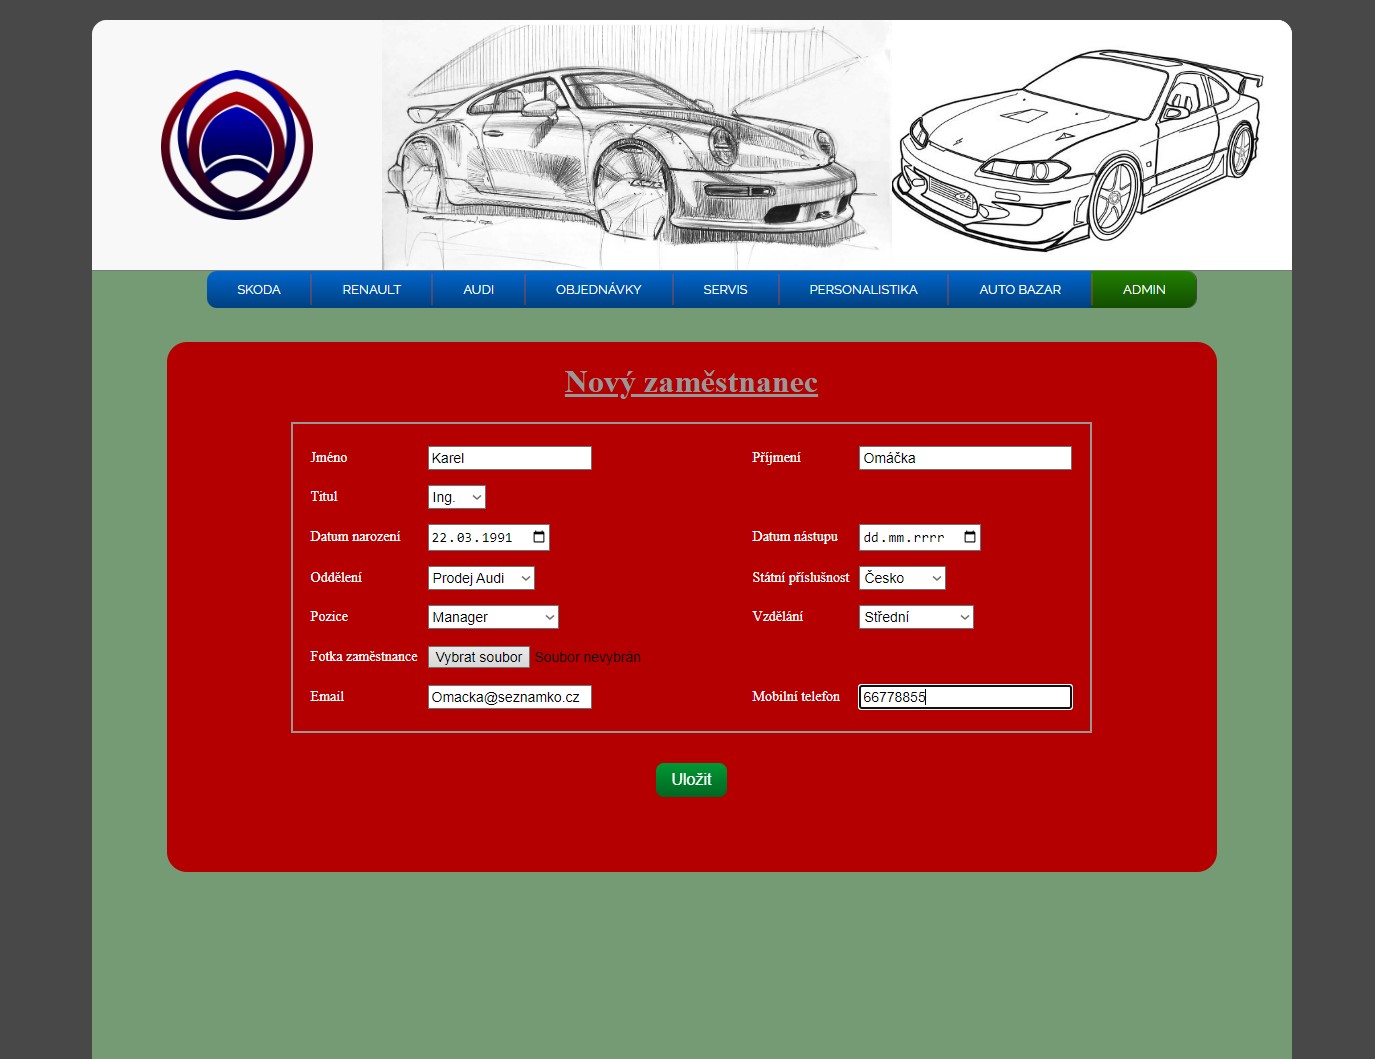 SKODA RENAULT AUDI OBJEDNÁVKY SERVIS PERSONALISTIKA AUTO BAZAR ADMIN
Nový zaměstnanec
Jméno Karel Příjmení Omáčka
Titul Ing.
Datum narození 22.03.1991 Datum nástupu dd.mm.rrrr
Oddělení Prodej Audi Státní příslušnost Česko
Pozice Manager Vzdělání Střední
Fotka zaměstnance Vybrat soubor Soubor nevybrán
Email Omacka@seznamko.cz Mobilní telefon 66778855
Uložit